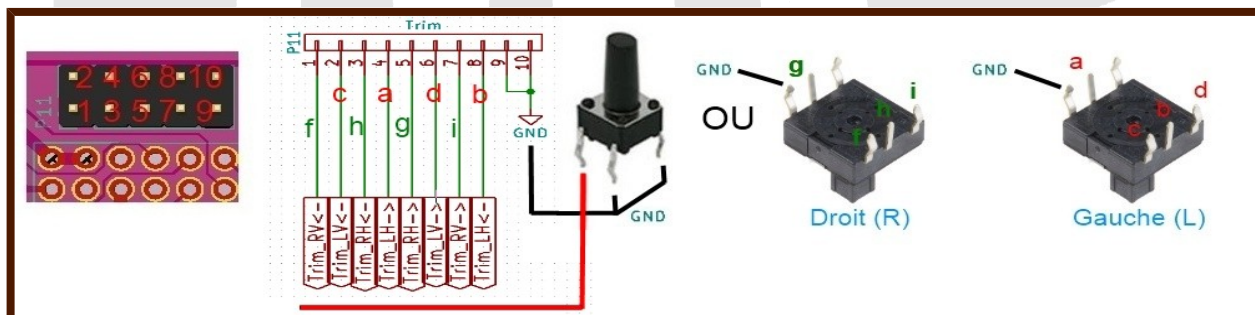 Trim
P11
2 4 6 8 10
1 3 5 7 9
P11
1 2 3 4 5 6 7 8 9 10
c a d b
f h g i
GND
Trim_RV<-
Trim_LV<-
Trim_RH<-
Trim_LH->
Trim_RH->
Trim_LV->
Trim_RV->
Trim_LH<-
GND
OU
GND
g
i
h
f
Droit (R)
GND
a
d
b
c
Gauche (L)